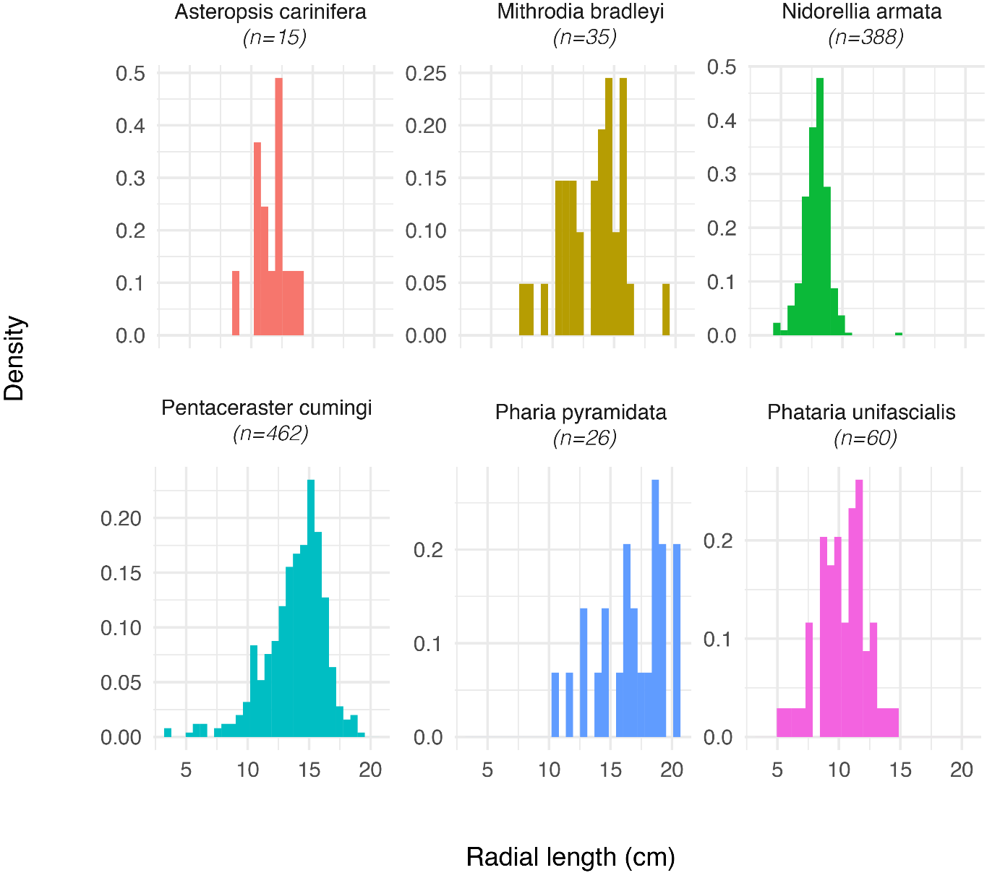 Asteropsis carinifera
(n=15)
Mithrodia bradleyi
(n=35)
Nidorellia armata
(n=388)
0.5
0.4
0.3
0.2
0.1
0.0
0.25
0.20
0.15
0.10
0.05
0.00
0.5
0.4
0.3
0.2
0.1
0.0
Density
Pentaceraster cumingi
(n=462)
Pharia pyramidata
(n=26)
Phataria unifascialis
(n=60)
0.20
0.15
0.10
0.05
0.00
0.2
0.1
0.0
0.2
0.1
0.0
5 10 15 20
5 10 15 20
5 10 15 20
Radial length (cm)